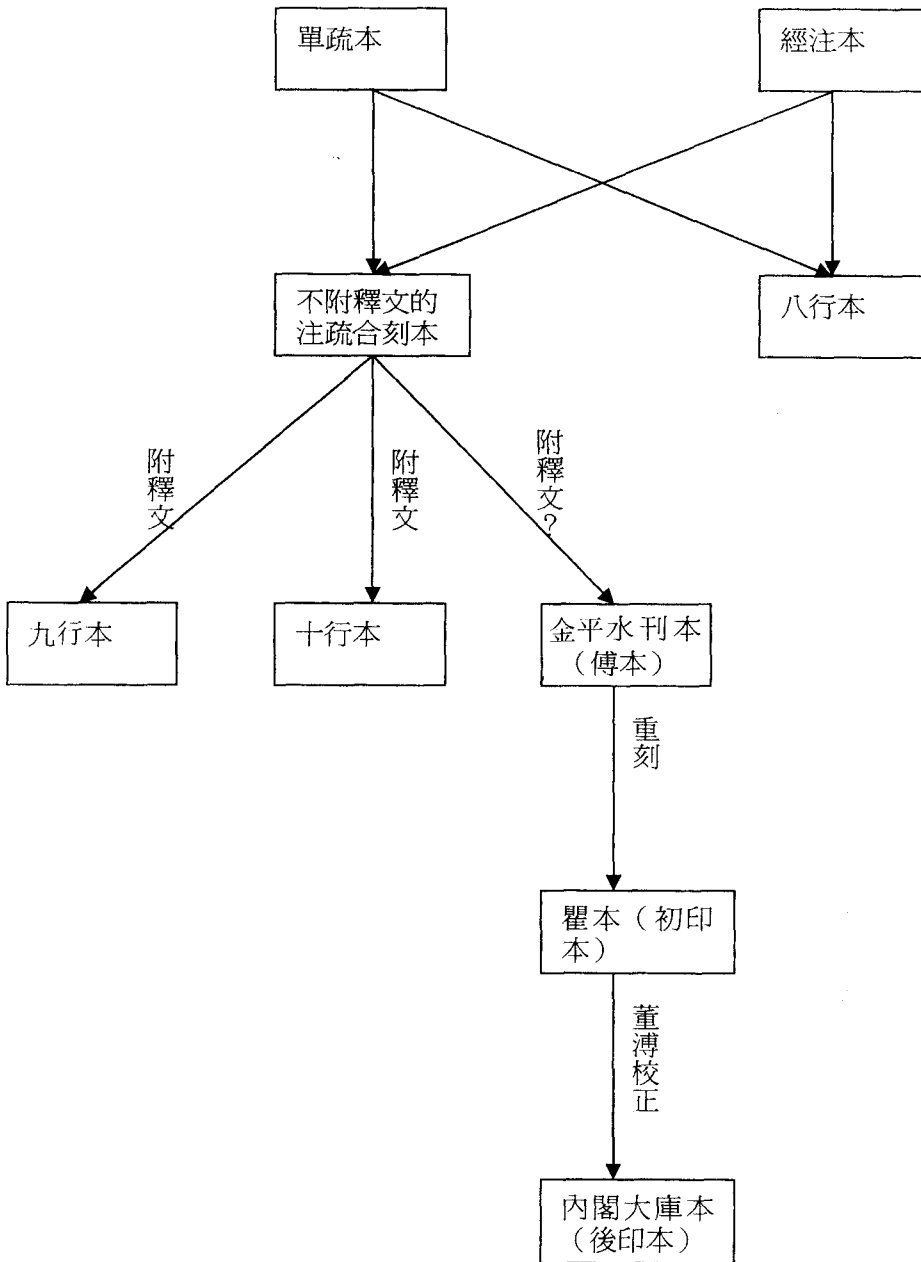 單疏本
經注本
不附釋文的
注疏合刻本
八行本
附釋文
附釋文
附釋文？
九行本
十行本
金平水刊本
（傅本）
重刻
瞿本（初印
本）
董溥校正
內閣大庫本
（後印本）